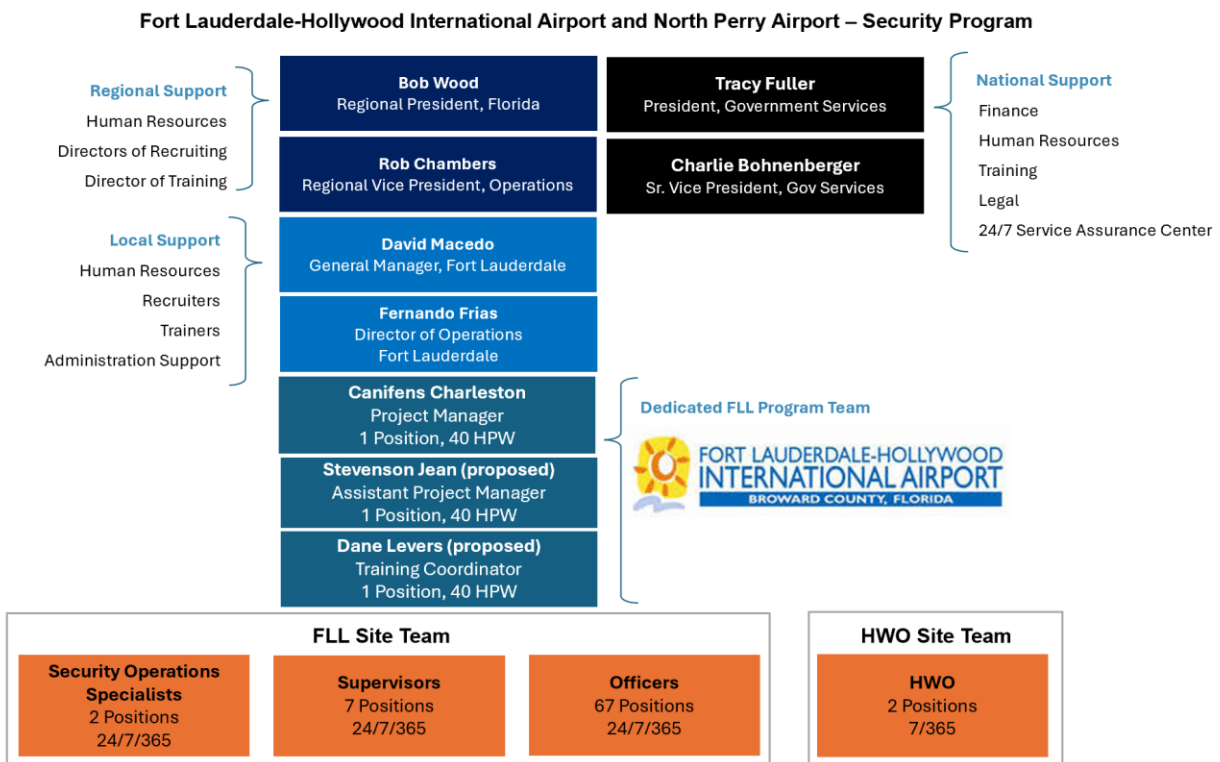 Fort Lauderdale-Hollywood International Airport and North Perry Airport – Security Program
Regional Support
Human Resources
Directors of Recruiting
Director of Training
Bob Wood
Regional President, Florida
Tracy Fuller
President, Government Services
National Support
Finance
Human Resources
Training
Legal
24/7 Service Assurance Center
Rob Chambers
Regional Vice President, Operations
Charlie Bohnenberger
Sr. Vice President, Gov Services
Local Support
Human Resources
Recruiters
Trainers
Administration Support
David Macedo
General Manager, Fort Lauderdale
Fernando Frias
Director of Operations
Fort Lauderdale
Canifens Charleston
Project Manager
1 Position, 40 HPW
Stevenson Jean (proposed)
Assistant Project Manager
1 Position, 40 HPW
Dane Levers (proposed)
Training Coordinator
1 Position, 40 HPW
Dedicated FLL Program Team
FORT LAUDERDALE-HOLLYWOOD
INTERNATIONAL AIRPORT
BROWARD COUNTY, FLORIDA
FLL Site Team
Security Operations
Specialists
2 Positions
24/7/365
Supervisors
7 Positions
24/7/365
Officers
67 Positions
24/7/365
HWO Site Team
HWO
2 Positions
7/365